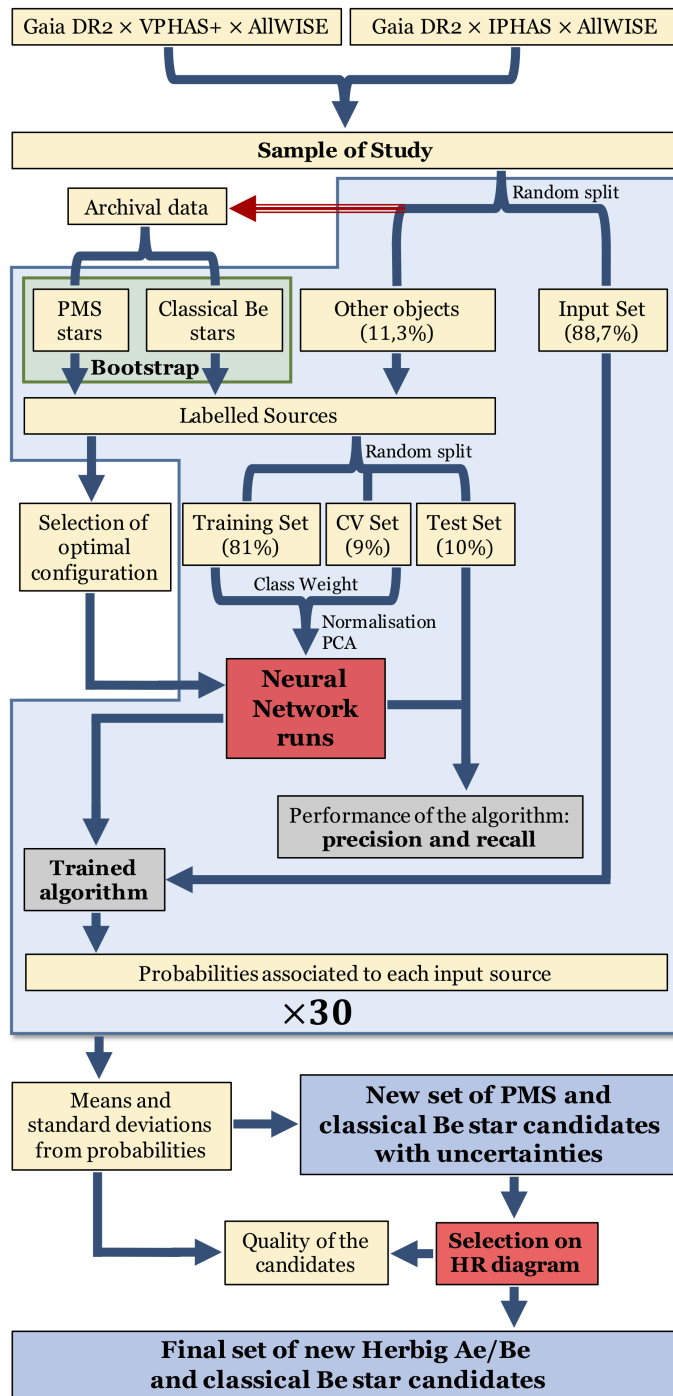 Gaia DR2 × VPHAS+ × AllWISE
Gaia DR2 × IPHAS × AllWISE
Sample of Study
Random split
Archival data
PMS
stars
Classical Be
stars
Bootstrap
Other objects
(11,3%)
Input Set
(88,7%)
Labelled Sources
Random split
Selection of
optimal
configuration
Training Set
(81%)
CV Set
(9%)
Test Set
(10%)
Class Weight
Normalisation
PCA
Neural
Network
runs
Performance of the algorithm:
precision and recall
Trained
algorithm
Probabilities associated to each input source
×30
Means and
standard deviations
from probabilities
New set of PMS and
classical Be star candidates
with uncertainties
Quality of the
candidates
Selection on
HR diagram
Final set of new Herbig Ae/Be
and classical Be star candidates